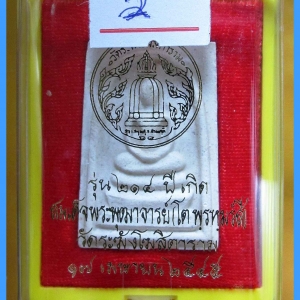 รุ่น ๒๑๔ ปี เกิด
สมเด็จพระพุฒาจารย์(โต พรหมรังสี)
วัดระฆังโฆสิตาราม
๑๗ เมษายน ๒๕๔๕